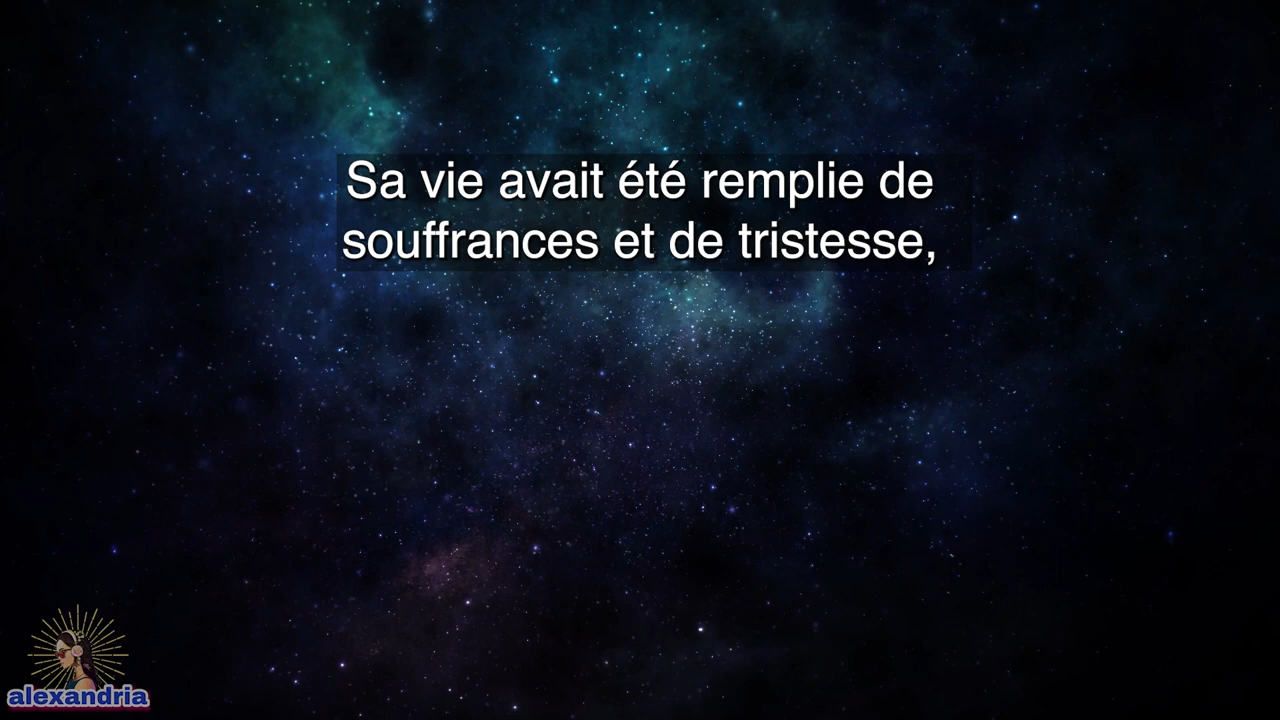 Sa vie avait été remplie de
souffrances et de tristesse,
alexandria